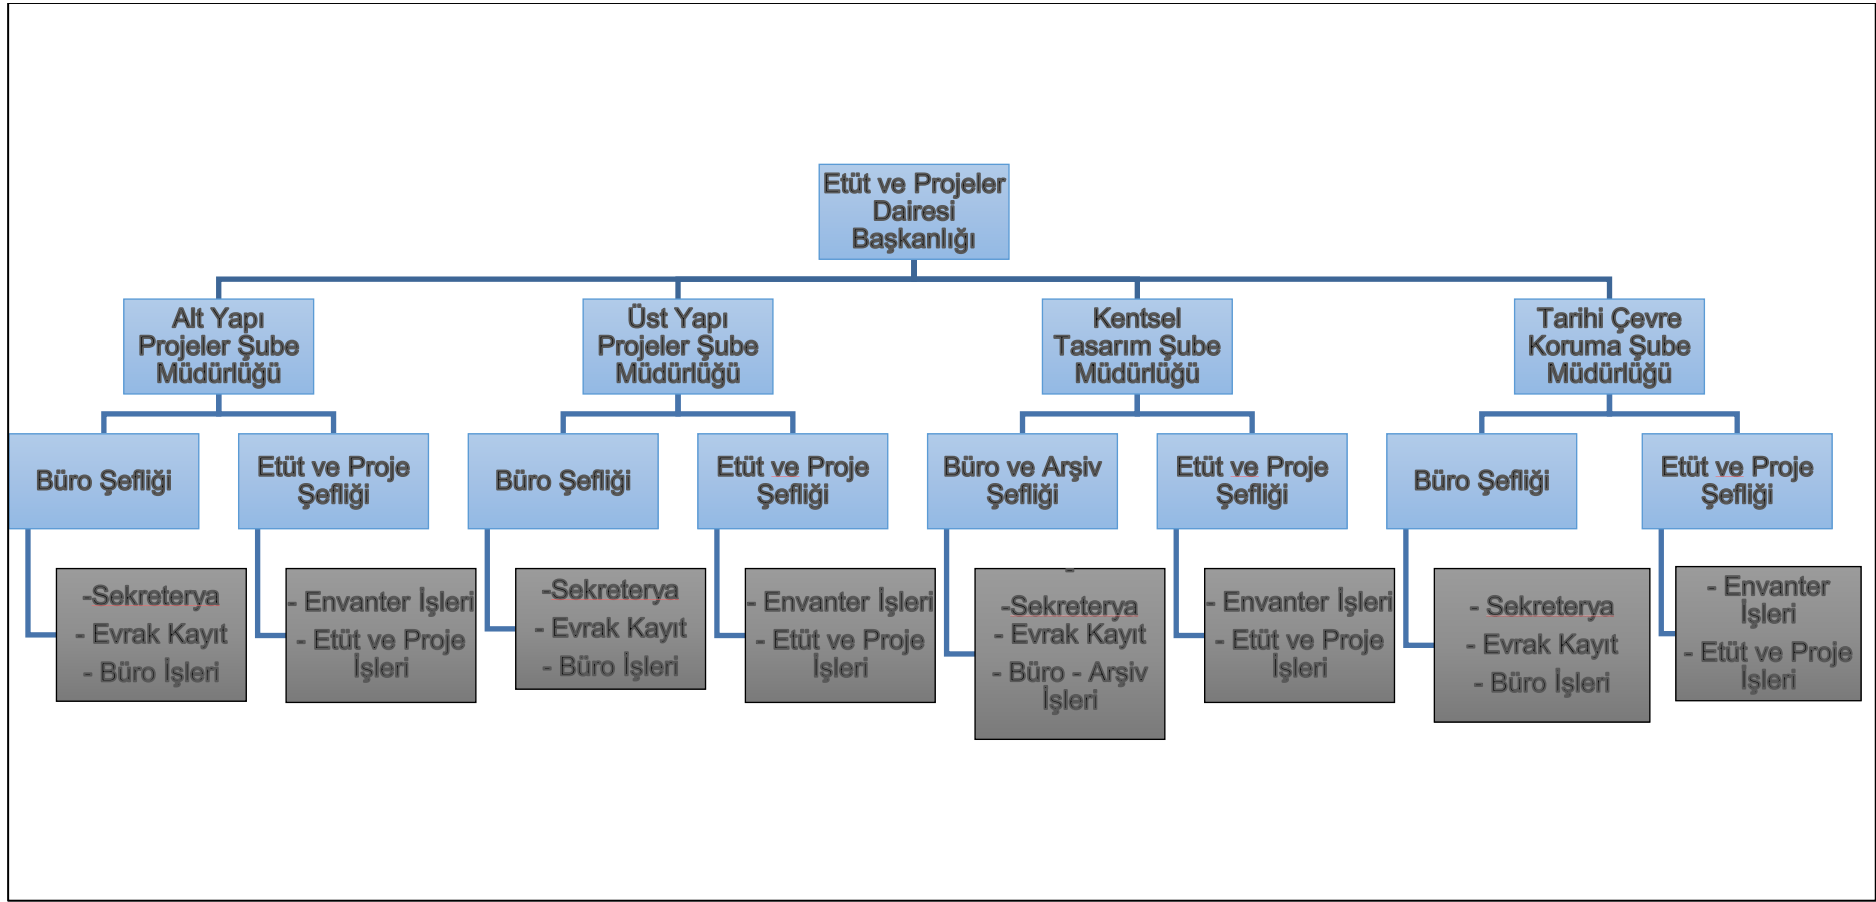 Etüt ve Projeler
Dairesi
Başkanlığı
Alt Yapı
Projeler Şube
Müdürlüğü
Üst Yapı
Projeler Şube
Müdürlüğü
Kentsel
Tasarım Şube
Müdürlüğü
Tarihi Çevre
Koruma Şube
Müdürlüğü
Büro Şefliği
Etüt ve Proje
Şefliği
Büro Şefliği
Etüt ve Proje
Şefliği
Büro ve Arşiv
Şefliği
Etüt ve Proje
Şefliği
Büro Şefliği
Etüt ve Proje
Şefliği
-Sekreterya
- Evrak Kayıt
- Büro İşleri
- Envanter İşleri
- Etüt ve Proje
İşleri
-Sekreterya
- Evrak Kayıt
- Büro İşleri
- Envanter İşleri
- Etüt ve Proje
İşleri
-
-Sekreterya
- Evrak Kayıt
- Büro - Arşiv
İşleri
- Envanter İşleri
- Etüt ve Proje
İşleri
- Sekreterya
- Evrak Kayıt
- Büro İşleri
- Envanter
İşleri
- Etüt ve Proje
İşleri